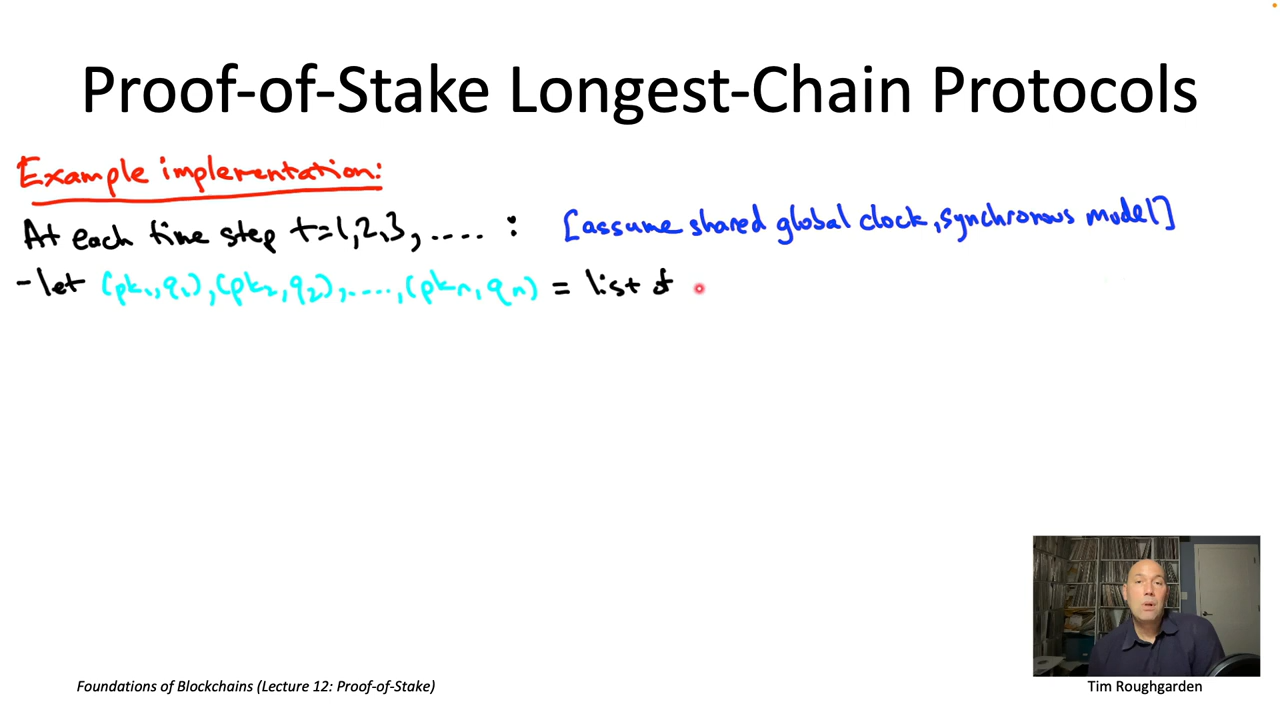 Proof-of-Stake Longest-Chain Protocols
Example implementation:
At each time step t=1,2,3, .... : [assume shared global clock, synchronous model]
- let (pk₁,q₁), (pk₂,q₂), ...., (pkₙ,qₙ) = list of
Foundations of Blockchains (Lecture 12: Proof-of-Stake)
Tim Roughgarden